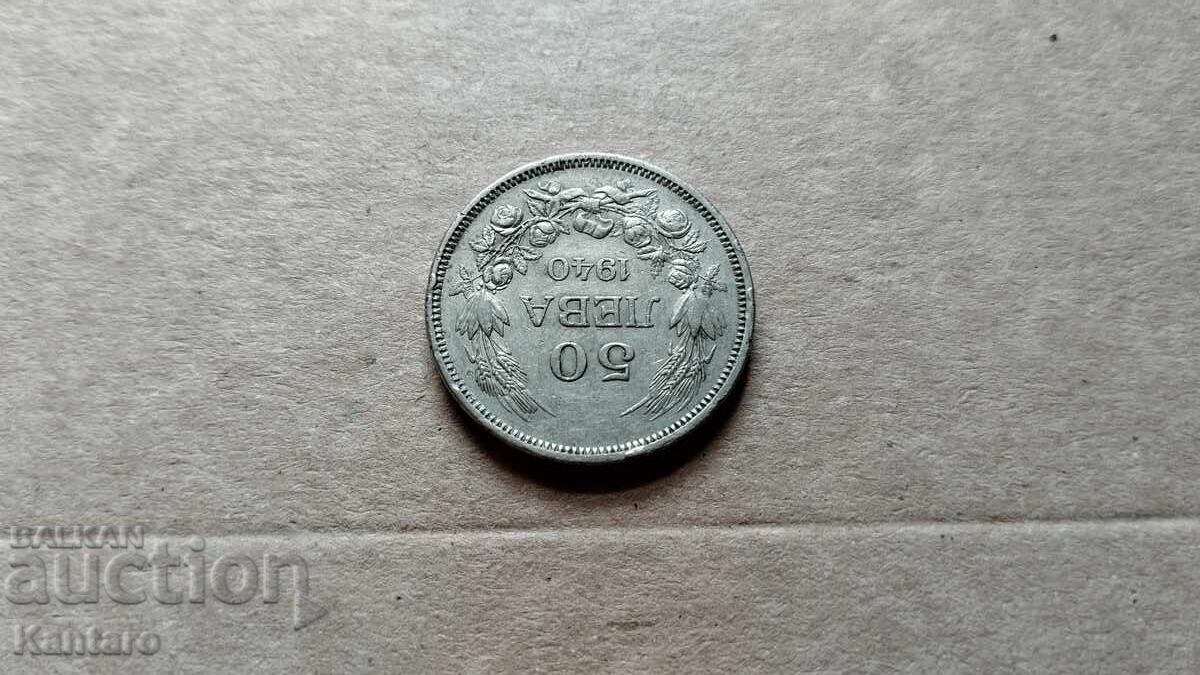 50
ЛЕВА
1940
BALKAN
auction
Kantaro